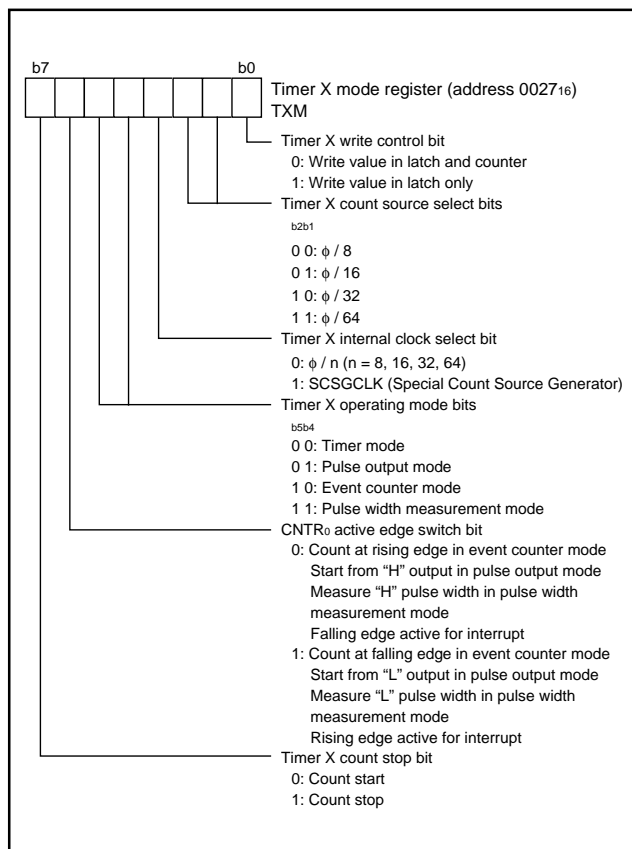 b7 b0
Timer X mode register (address 0027₁₆)
TXM
Timer X write control bit
0: Write value in latch and counter
1: Write value in latch only
Timer X count source select bits
b2b1
0 0: ϕ / 8
0 1: ϕ / 16
1 0: ϕ / 32
1 1: ϕ / 64
Timer X internal clock select bit
0: ϕ / n (n = 8, 16, 32, 64)
1: SCSGCLK (Special Count Source Generator)
Timer X operating mode bits
b5b4
0 0: Timer mode
0 1: Pulse output mode
1 0: Event counter mode
1 1: Pulse width measurement mode
CNTR₀ active edge switch bit
0: Count at rising edge in event counter mode
Start from “H” output in pulse output mode
Measure “H” pulse width in pulse width
measurement mode
Falling edge active for interrupt
1: Count at falling edge in event counter mode
Start from “L” output in pulse output mode
Measure “L” pulse width in pulse width
measurement mode
Rising edge active for interrupt
Timer X count stop bit
0: Count start
1: Count stop